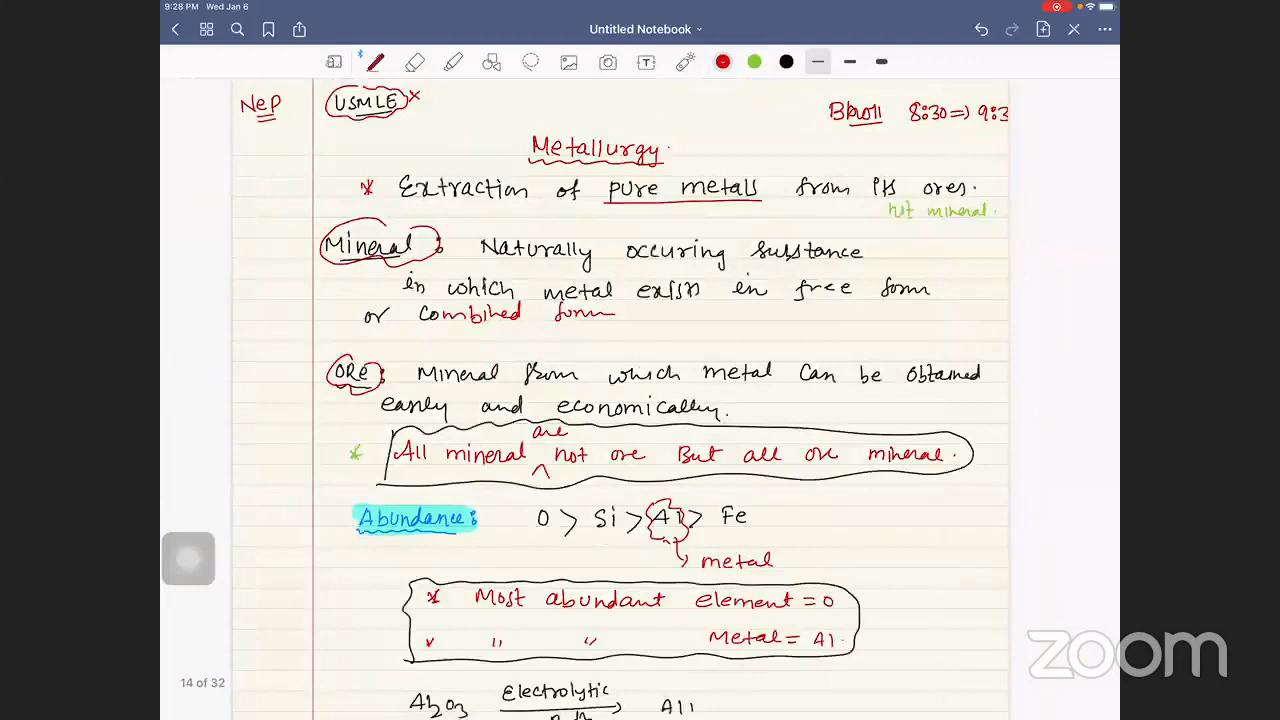 9:28 PM Wed Jan 6
Untitled Notebook
NeP USMLE
8:30 => 9:3
Metallurgy
* Extraction of pure metals from its ores.
not mineral.
Mineral: Naturally occuring substance
in which metal exists in free form
or combined form
ORe: Mineral from which metal can be obtained
easily and economically.
are
* All mineral ^ not ore But all ore mineral.
Abundance: O > Si > Al > Fe
metal
* Most abundant element = O
* " " Metal = Al.
14 of 32
zoom
Al2O3 Electrolytic